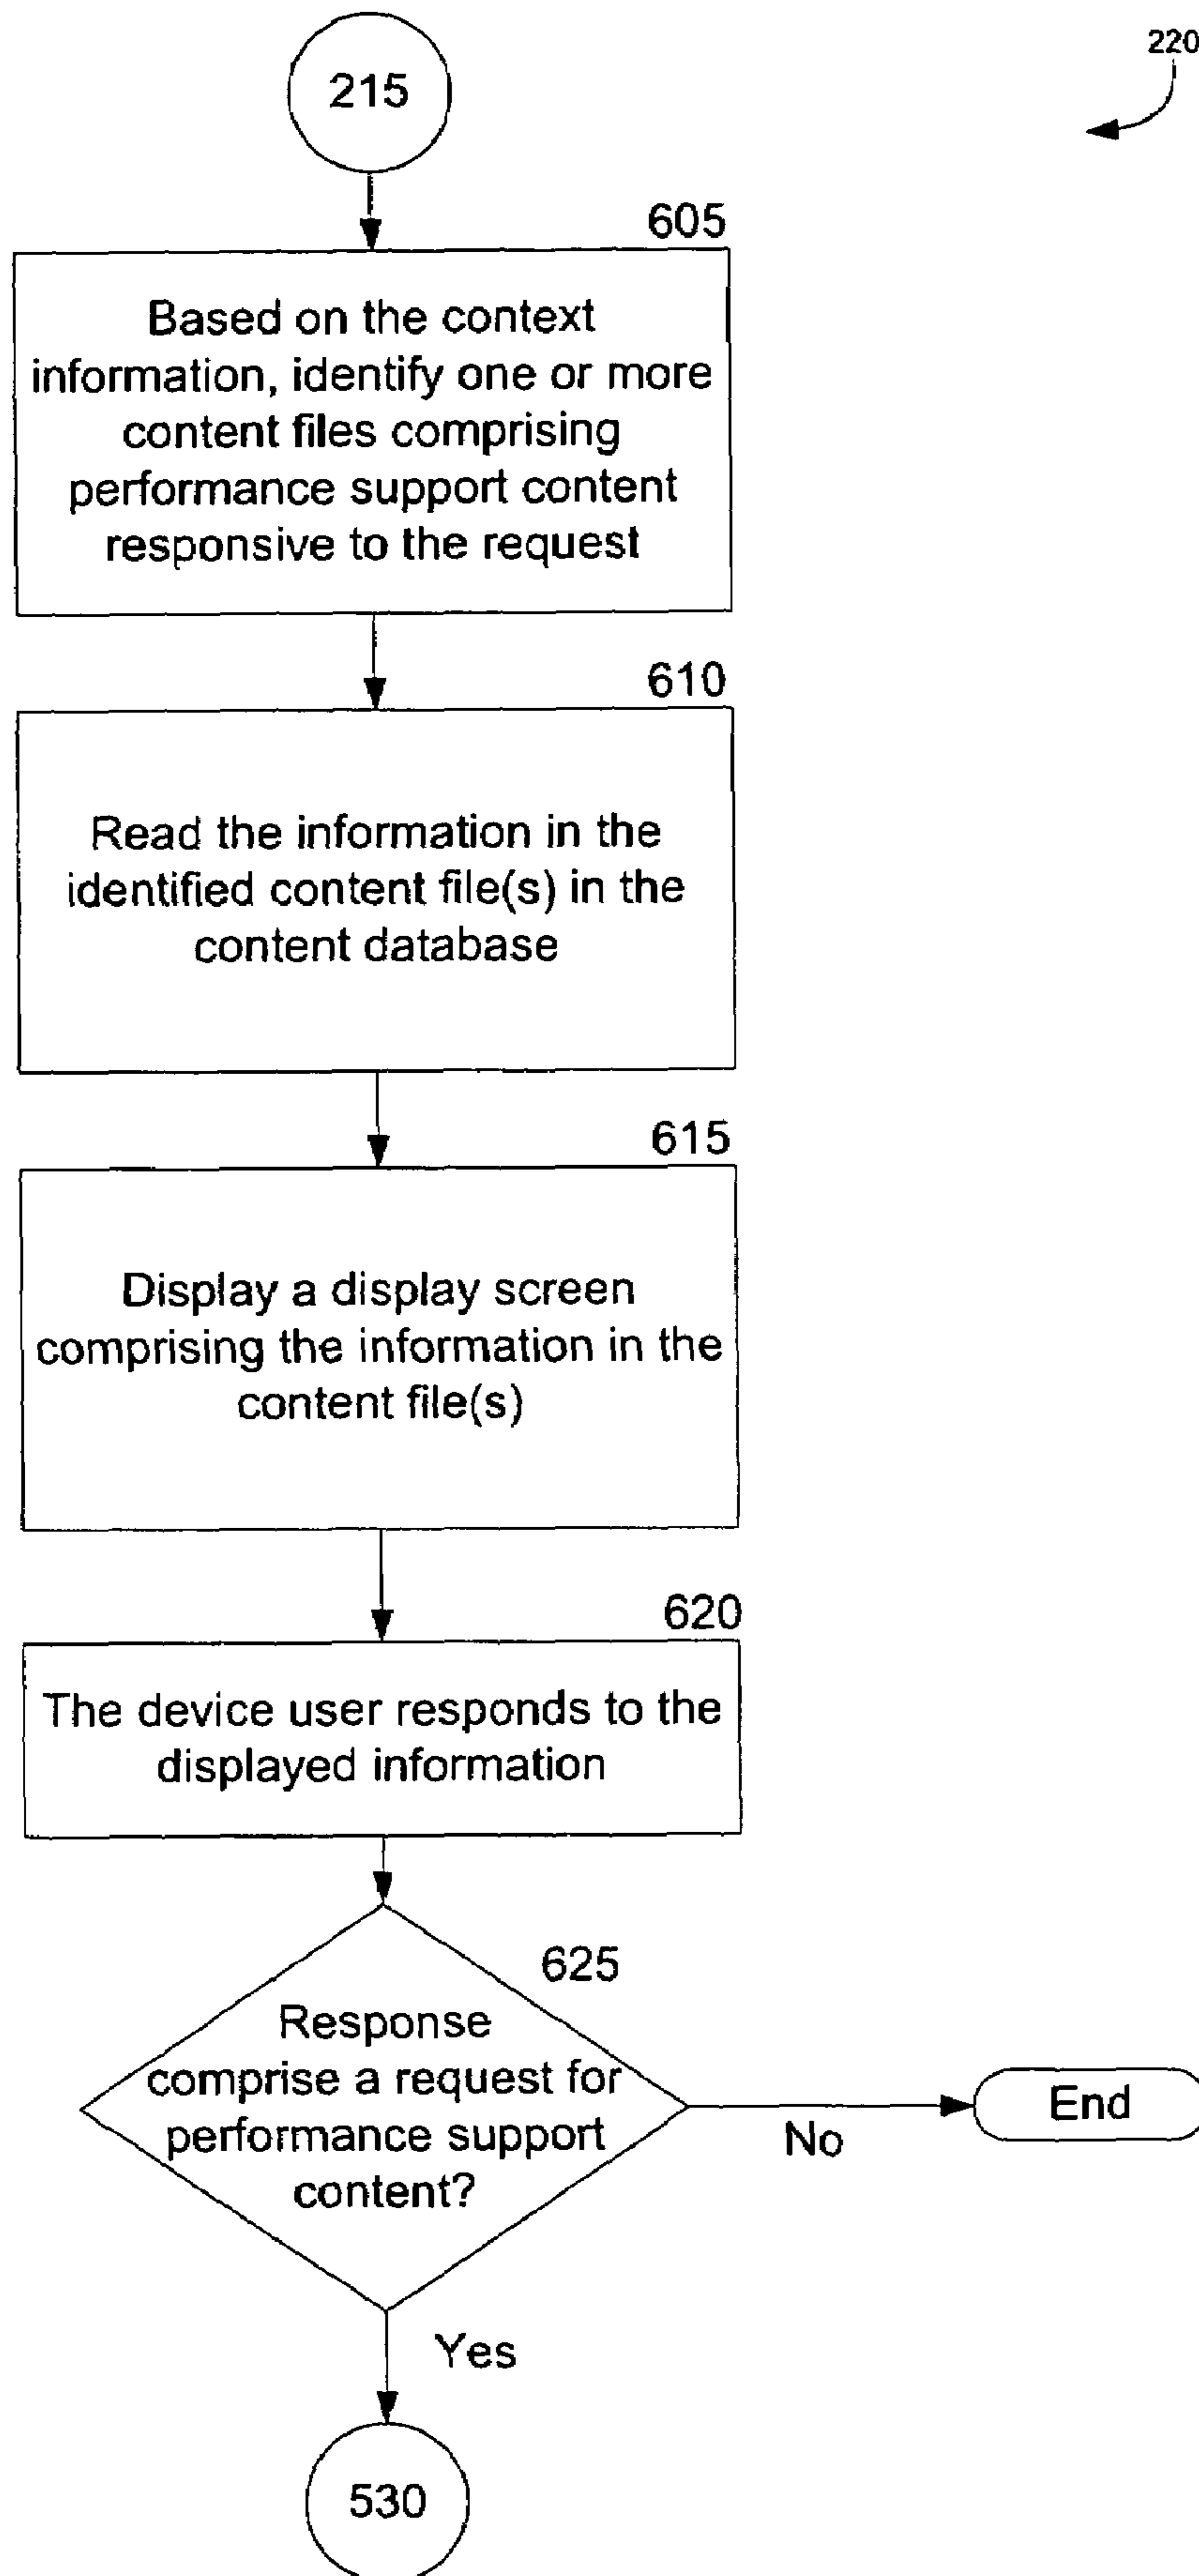 215
220
605
Based on the context
information, identify one or more
content files comprising
performance support content
responsive to the request
610
Read the information in the
identified content file(s) in the
content database
615
Display a display screen
comprising the information in the
content file(s)
620
The device user responds to the
displayed information
625
Response
comprise a request for
performance support
content?
No
End
Yes
530